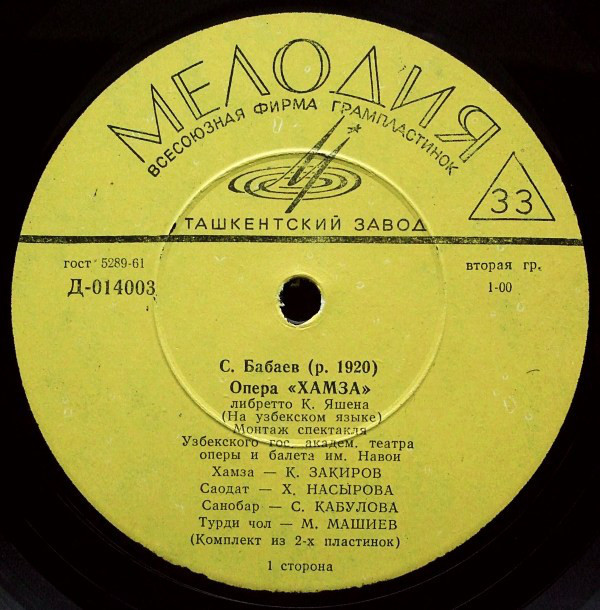 МЕЛОДИЯ
ВСЕСОЮЗНАЯ ФИРМА ГРАМПЛАСТИНОК
33
ТАШКЕНТСКИЙ ЗАВОД
гост 5289-61
вторая гр.
Д-014003
1-00
С. Бабаев (р. 1920)
Опера «ХАМЗА»
либретто К. Яшена
(На узбекском языке)
Монтаж спектакля
Узбекского гос. академ. театра
оперы и балета им. Навои
Хамза — К. ЗАКИРОВ
Саодат — Х. НАСЫРОВА
Санобар — С. КАБУЛОВА
Турди чол — М. МАШИЕВ
(Комплект из 2-х пластинок)
1 сторона